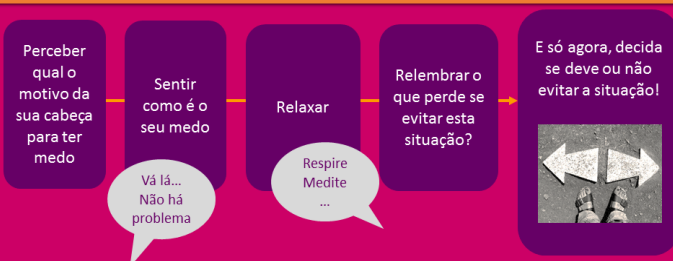 Perceber
qual o
motivo da
sua cabeça
para ter
medo
Sentir
como é o
seu medo
Vá lá...
Não há
problema
Relaxar
Respire
Medite
...
Relembrar o
que perde se
evitar esta
situação?
E só agora, decida
se deve ou não
evitar a situação!